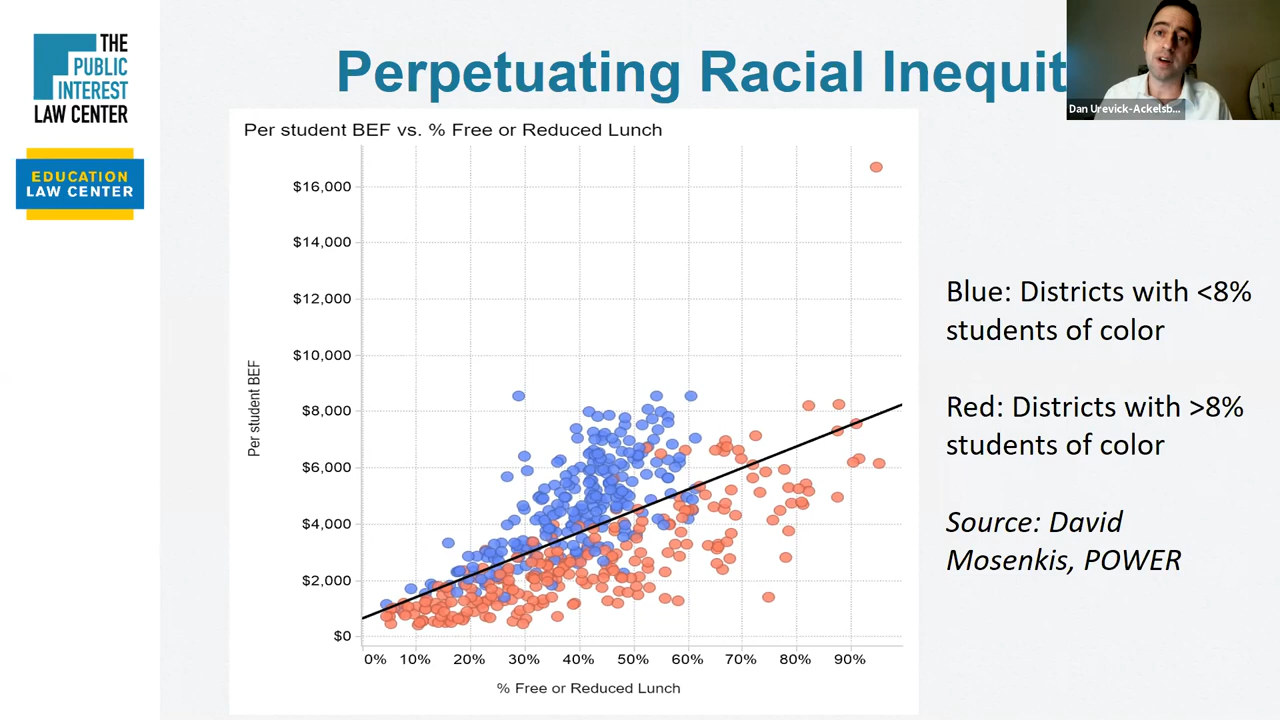 THE
PUBLIC
INTEREST
LAW CENTER
EDUCATION
LAW CENTER
Perpetuating Racial Inequit
Dan Urevick-Ackelsb...
Per student BEF vs. % Free or Reduced Lunch
$16,000
$14,000
$12,000
$10,000
$8,000
$6,000
$4,000
$2,000
$0
Per student BEF
0% 10% 20% 30% 40% 50% 60% 70% 80% 90%
% Free or Reduced Lunch
Blue: Districts with <8%
students of color
Red: Districts with >8%
students of color
Source: David
Mosenkis, POWER